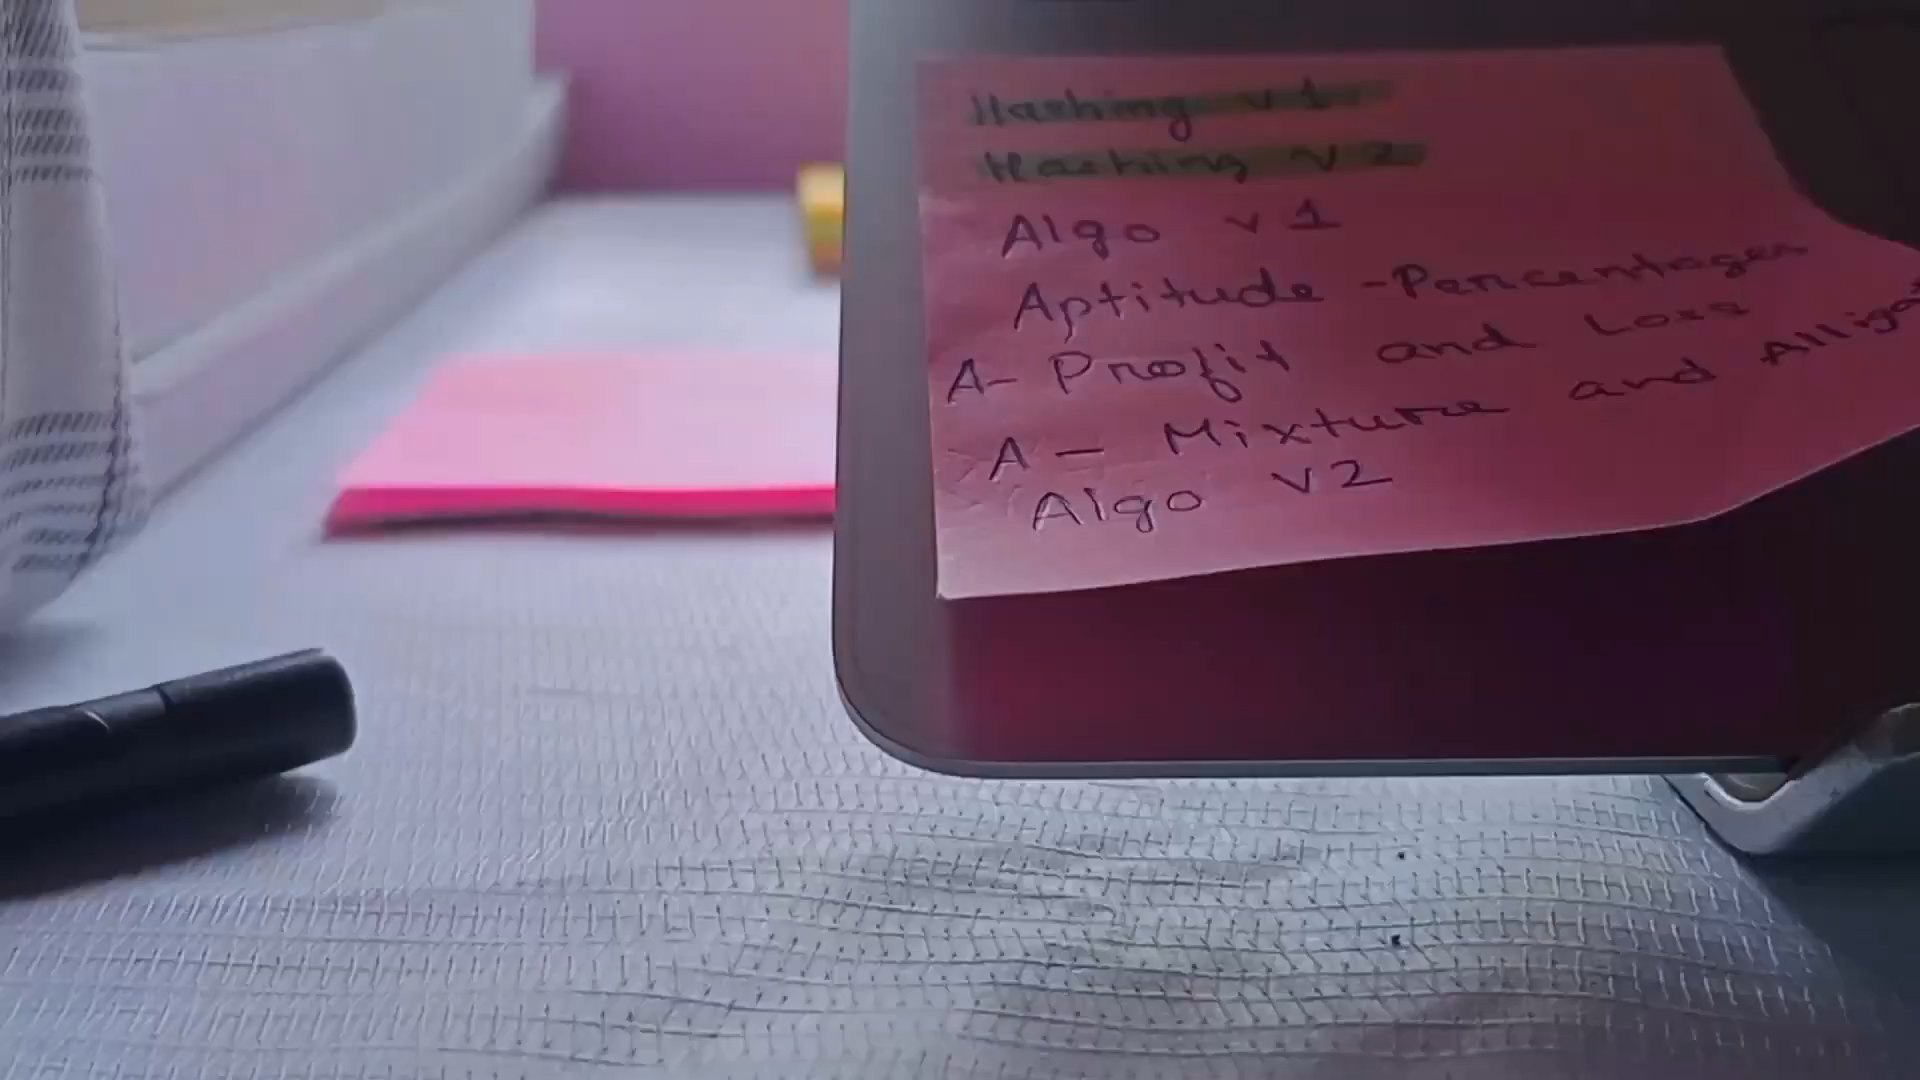 Hashing v1
Hashing v2
Algo v1
Aptitude - Percentages
A- Profit and Loss
A - Mixture and
Algo v2